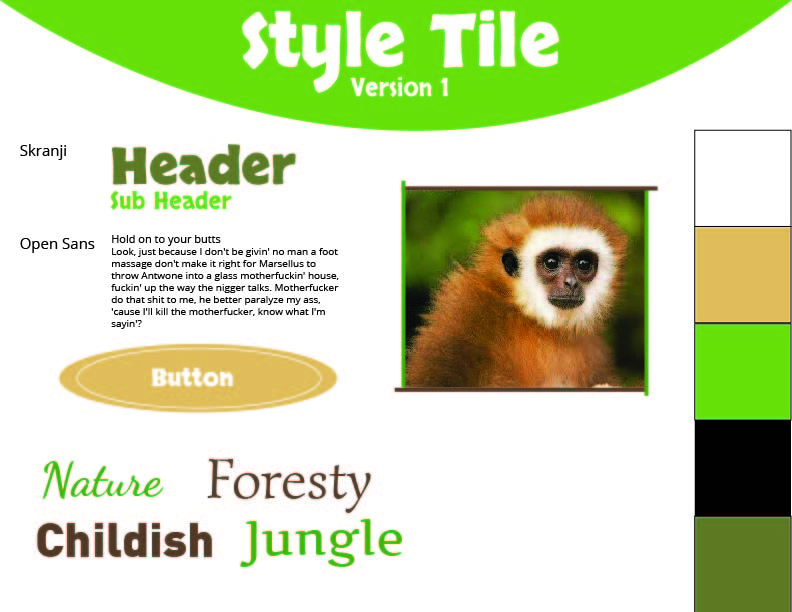 Style Tile
Version 1
Skranji
Header
Sub Header
Open Sans
Hold on to your butts
Look, just because I don't be givin' no man a foot
massage don't make it right for Marsellus to
throw Antwone into a glass motherfuckin' house,
fuckin' up the way the nigger talks. Motherfucker
do that shit to me, he better paralyze my ass,
'cause I'll kill the motherfucker, know what I'm
sayin'?
Button
Nature
Foresty
Childish
Jungle